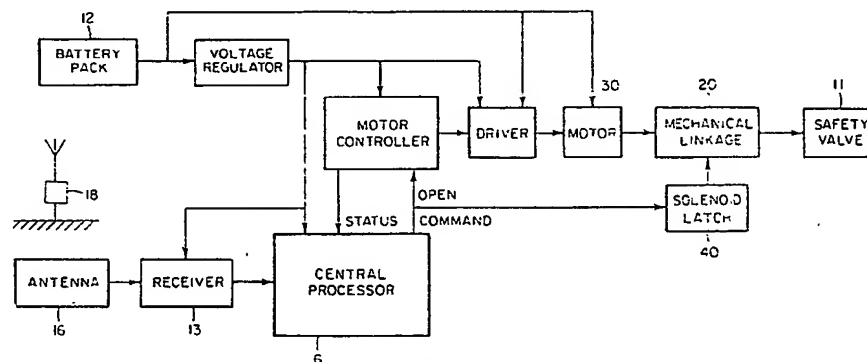 12
BATTERY
PACK
VOLTAGE
REGULATOR
MOTOR
CONTROLLER
DRIVER
30
MOTOR
20
MECHANICAL
LINKAGE
11
SAFETY
VALVE
18
OPEN
STATUS
COMMAND
SOLENOID
LATCH
40
ANTENNA
16
RECEIVER
13
CENTRAL
PROCESSOR
6